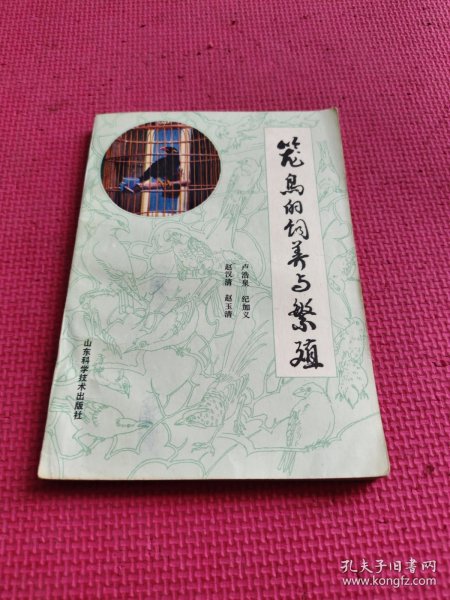 笼鸟的饲养与繁殖
卢浩泉 纪加义
赵汉清 赵玉清
山东科学技术出版社
孔夫子旧书网
www.kongfz.com